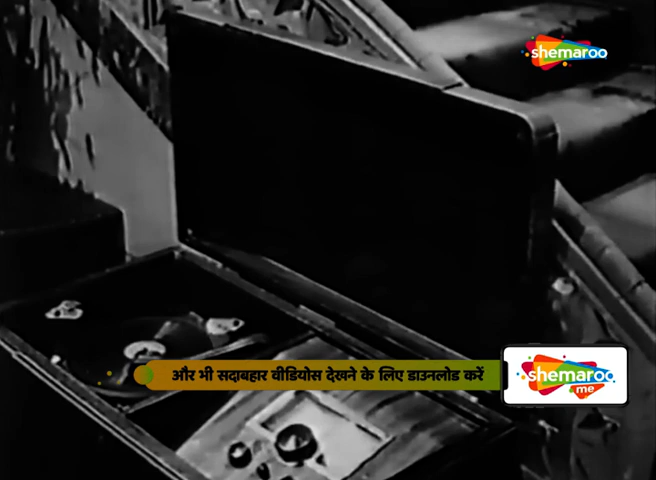 shemaroo
और भी सदाबहार वीडियोस देखने के लिए डाउनलोड करें
shemaroo
me